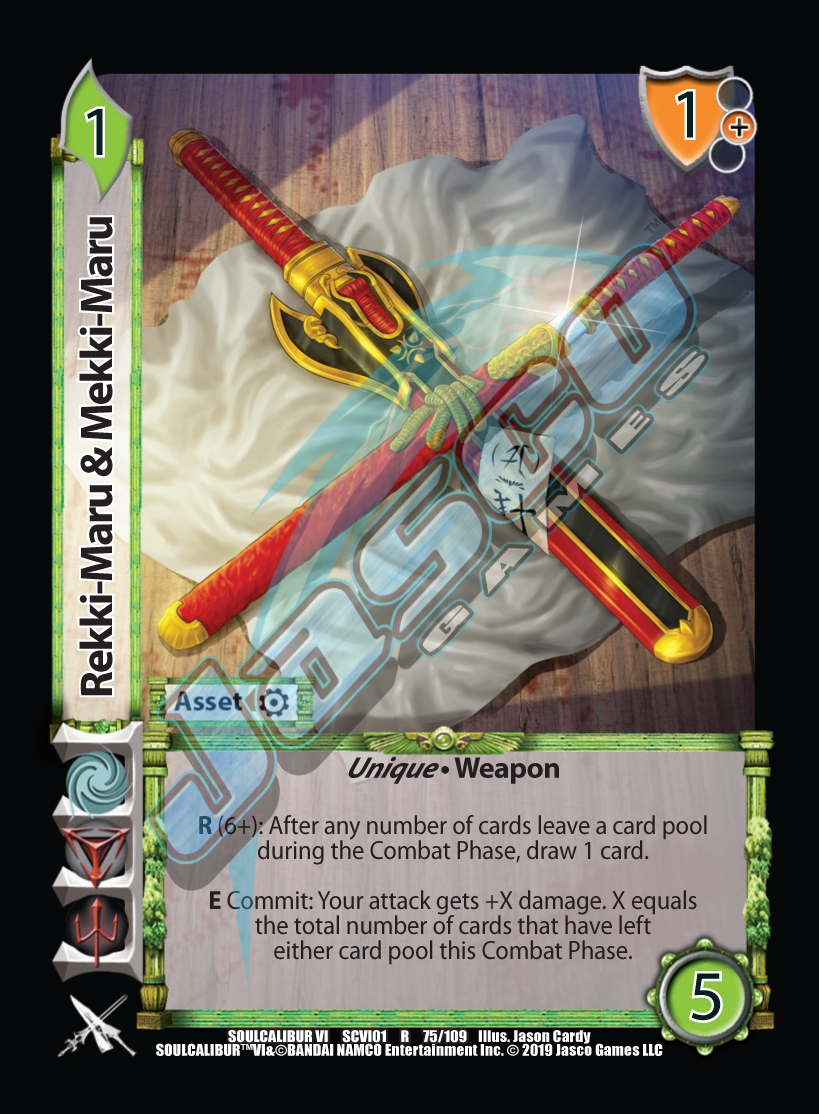 1
1
+
Rekki-Maru & Mekki-Maru
TM
JASCO
GAMES
Asset
Unique • Weapon
R (6+): After any number of cards leave a card pool
during the Combat Phase, draw 1 card.
E Commit: Your attack gets +X damage. X equals
the total number of cards that have left
either card pool this Combat Phase.
5
SOULCALIBUR VI SCVI01 R 75/109 Illus. Jason Cardy
SOULCALIBUR™VI&©BANDAI NAMCO Entertainment Inc. © 2019 Jasco Games LLC